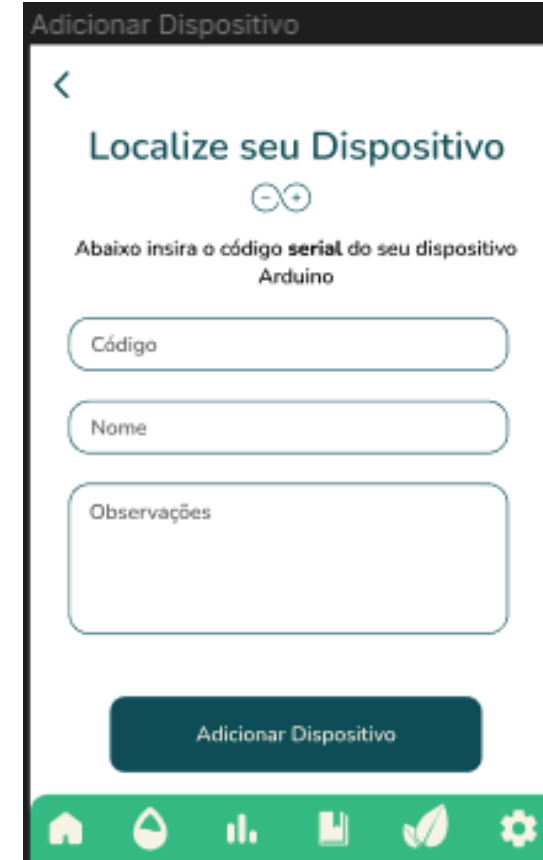 Adicionar Dispositivo
Localize seu Dispositivo
Abaixo insira o código serial do seu dispositivo
Arduino
Código
Nome
Observações
Adicionar Dispositivo